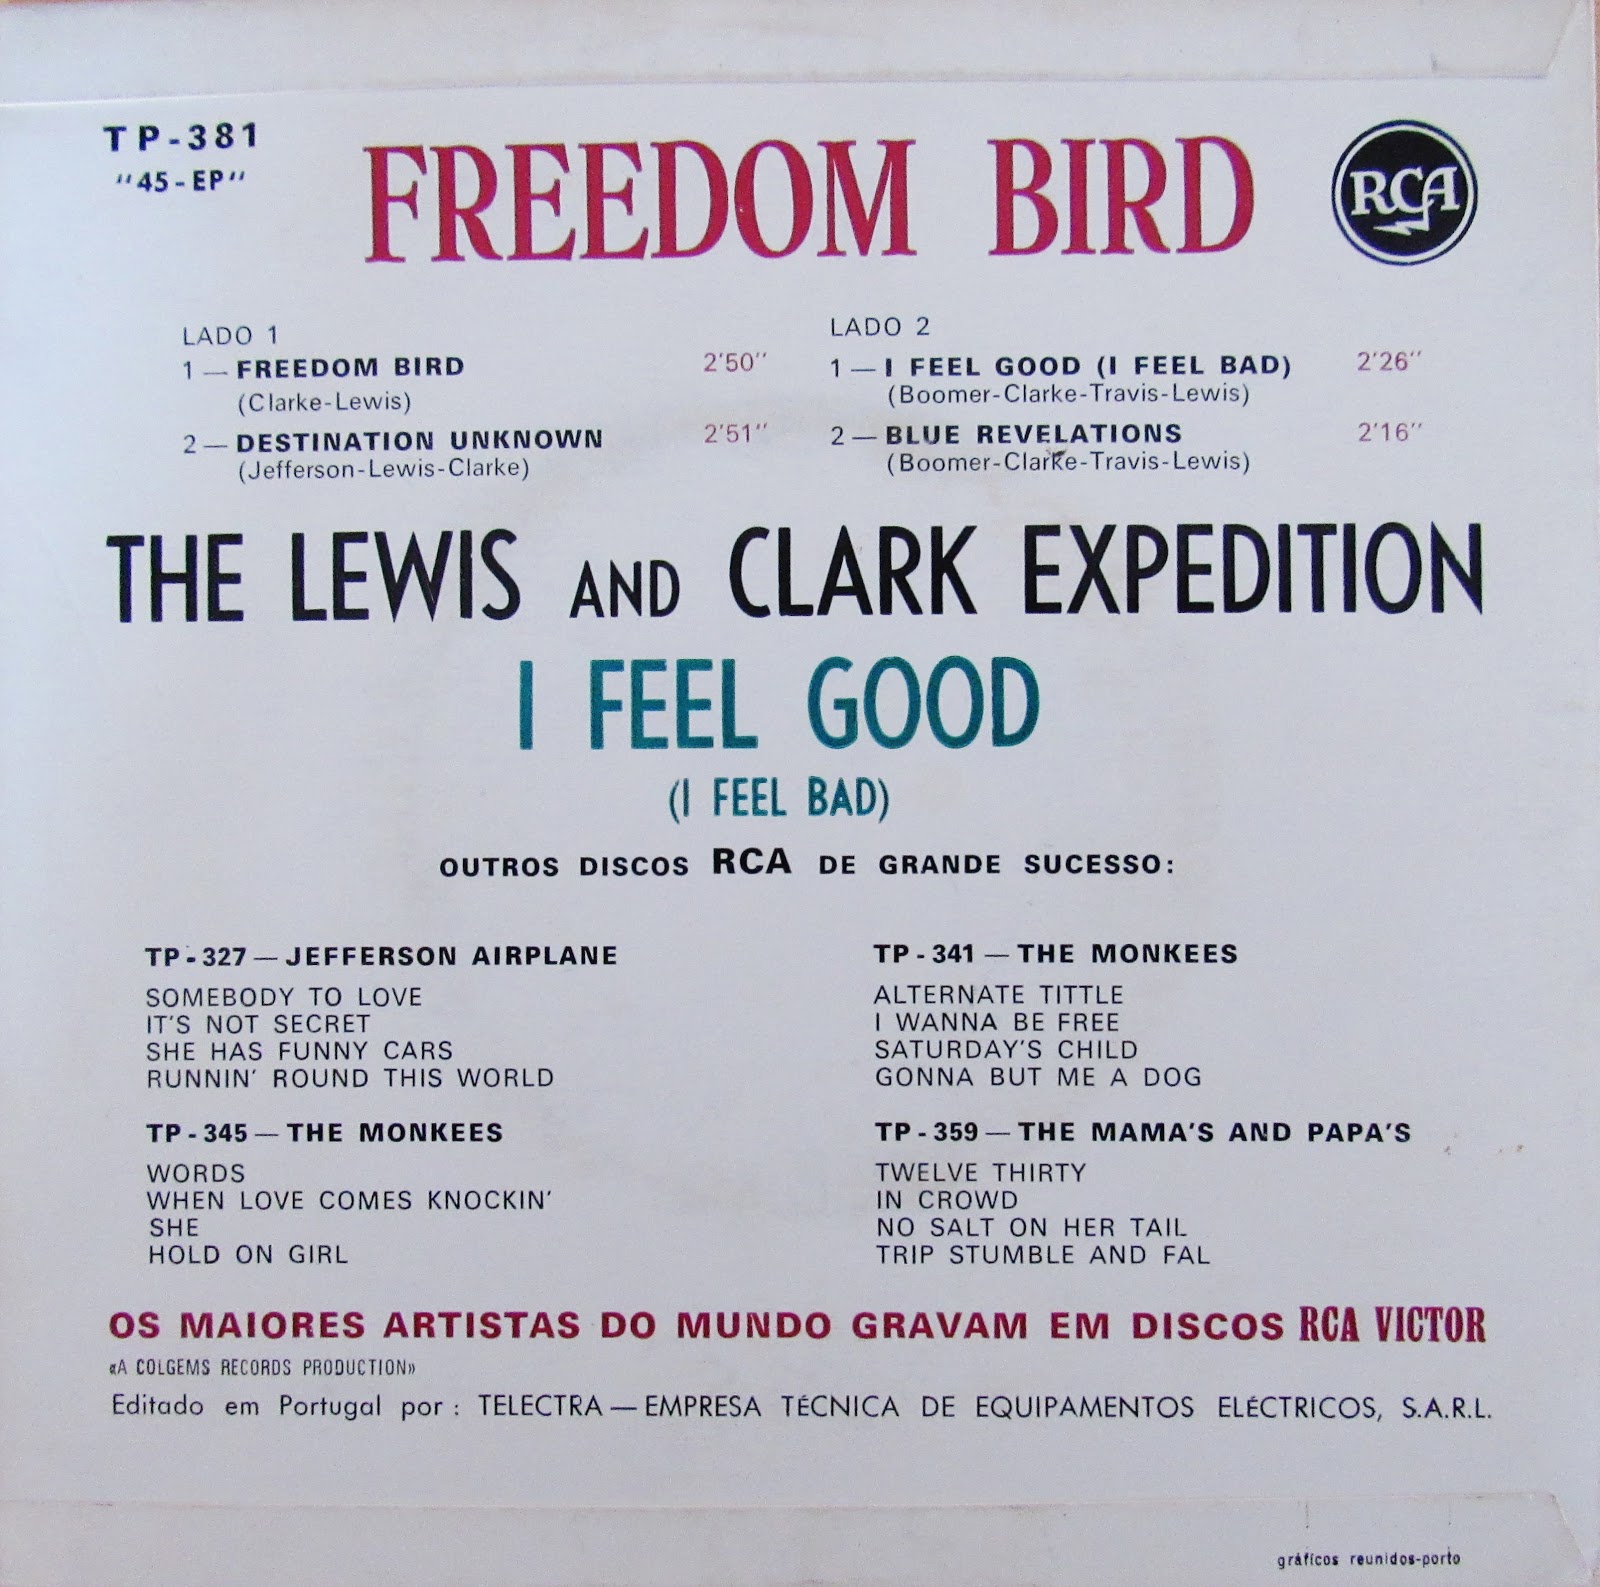 TP-381
"45-EP"
FREEDOM BIRD
RCA
LADO 1
1 — FREEDOM BIRD 2'50''
(Clarke-Lewis)
2 — DESTINATION UNKNOWN 2'51''
(Jefferson-Lewis-Clarke)
LADO 2
1 — I FEEL GOOD (I FEEL BAD) 2'26''
(Boomer-Clarke-Travis-Lewis)
2 — BLUE REVELATIONS 2'16''
(Boomer-Clarke-Travis-Lewis)
THE LEWIS AND CLARK EXPEDITION
I FEEL GOOD
(I FEEL BAD)
OUTROS DISCOS RCA DE GRANDE SUCESSO:
TP-327 — JEFFERSON AIRPLANE
SOMEBODY TO LOVE
IT'S NOT SECRET
SHE HAS FUNNY CARS
RUNNIN' ROUND THIS WORLD
TP-341 — THE MONKEES
ALTERNATE TITTLE
I WANNA BE FREE
SATURDAY'S CHILD
GONNA BUT ME A DOG
TP-345 — THE MONKEES
WORDS
WHEN LOVE COMES KNOCKIN'
SHE
HOLD ON GIRL
TP-359 — THE MAMA'S AND PAPA'S
TWELVE THIRTY
IN CROWD
NO SALT ON HER TAIL
TRIP STUMBLE AND FAL
OS MAIORES ARTISTAS DO MUNDO GRAVAM EM DISCOS RCA VICTOR
«A COLGEMS RECORDS PRODUCTION»
Editado em Portugal por: TELECTRA — EMPRESA TÉCNICA DE EQUIPAMENTOS ELÉCTRICOS, S.A.R.L.
gráficos reunidos-porto